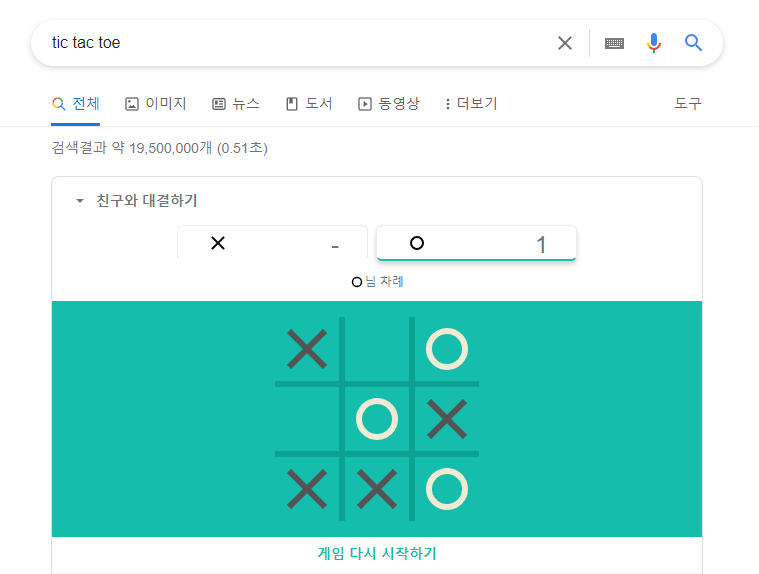 tic tac toe
전체 이미지 뉴스 도서 동영상 더보기 도구
검색결과 약 19,500,000개 (0.51초)
친구와 대결하기
X - O 1
O님 차례
X O
O X
X X O
게임 다시 시작하기